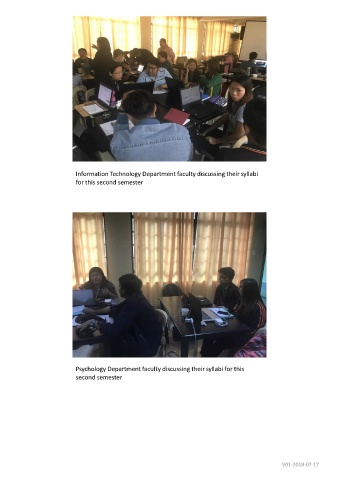 Information Technology Department faculty discussing their syllabi
for this second semester
Psychology Department faculty discussing their syllabi for this
second semester
V01-2018-07-17